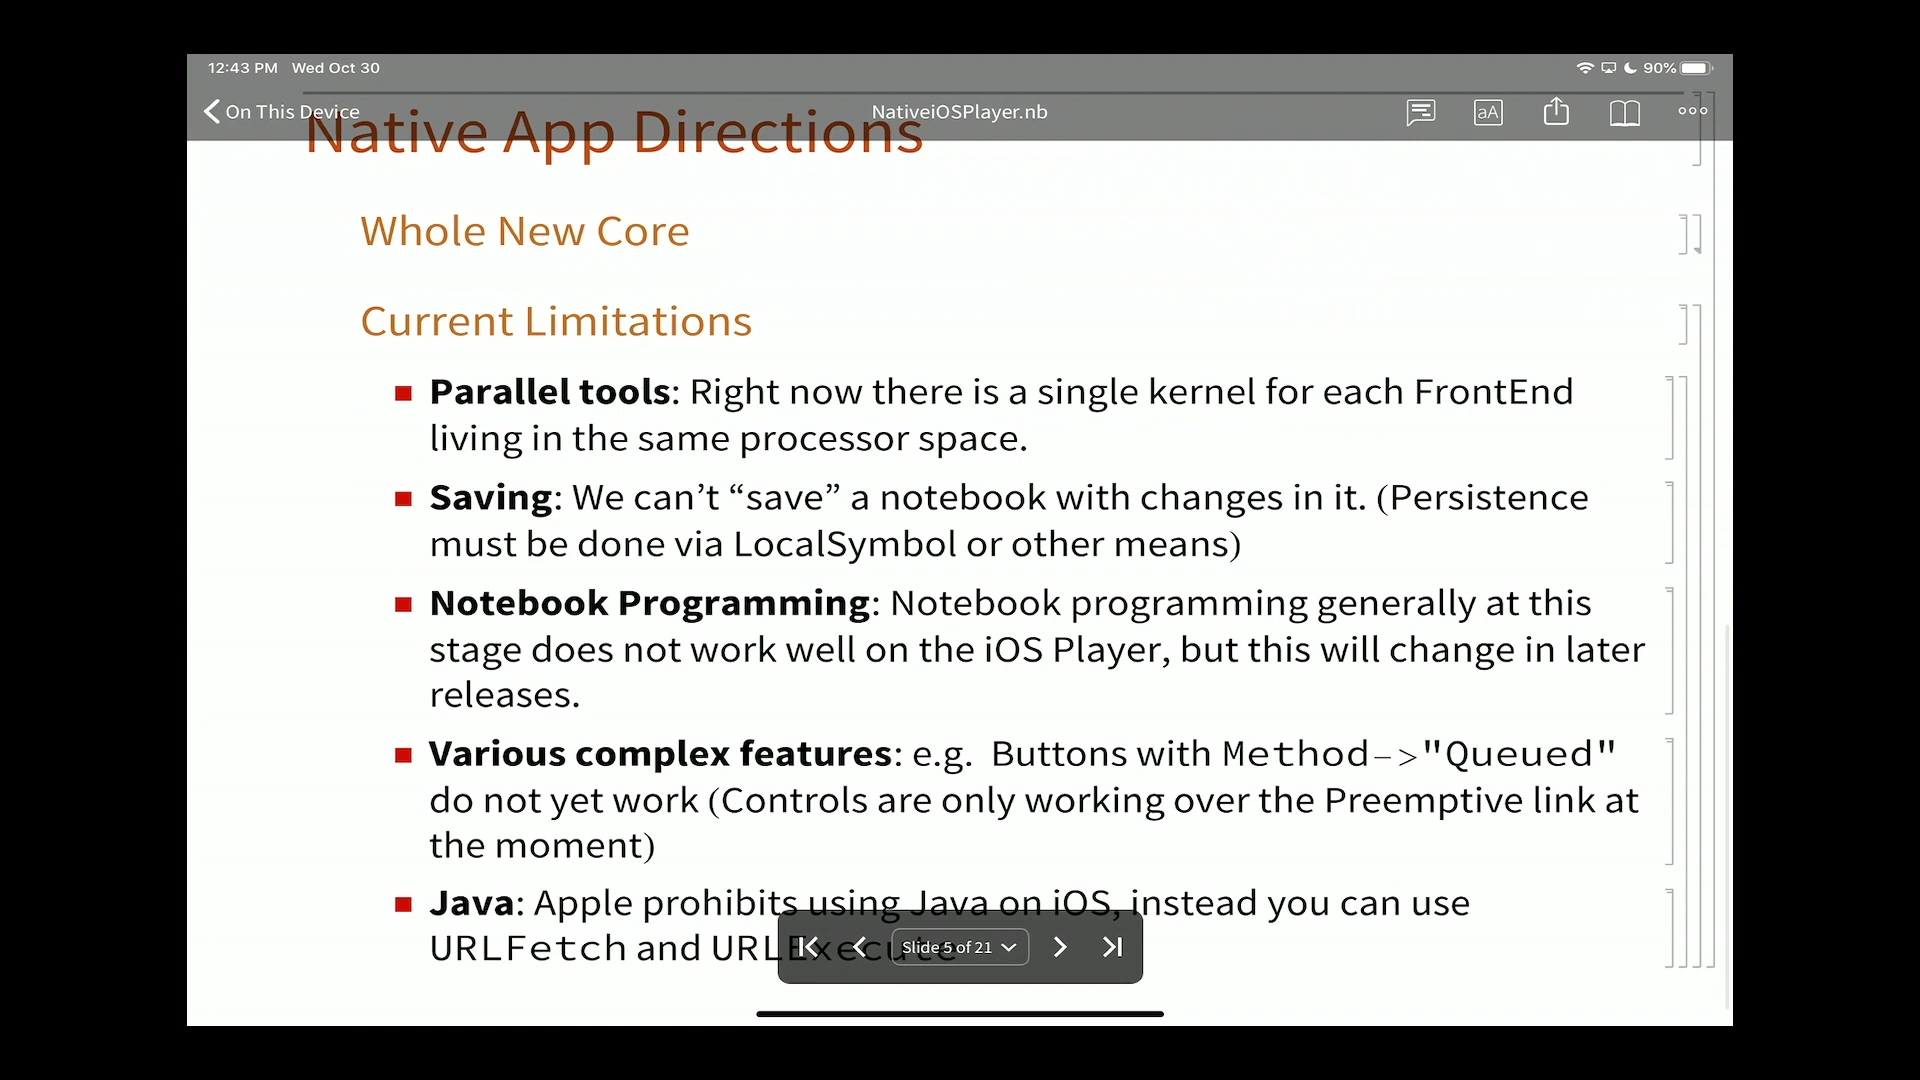 12:43 PM Wed Oct 30
90%
On This Device
NativeiOSPlayer.nb
aA
Native App Directions
Whole New Core
Current Limitations
Parallel tools: Right now there is a single kernel for each FrontEnd
living in the same processor space.
Saving: We can’t “save” a notebook with changes in it. (Persistence
must be done via LocalSymbol or other means)
Notebook Programming: Notebook programming generally at this
stage does not work well on the iOS Player, but this will change in later
releases.
Various complex features: e.g. Buttons with Method->"Queued"
do not yet work (Controls are only working over the Preemptive link at
the moment)
Java: Apple prohibits using Java on iOS, instead you can use
URLFetch and URLExecute
Slide 5 of 21